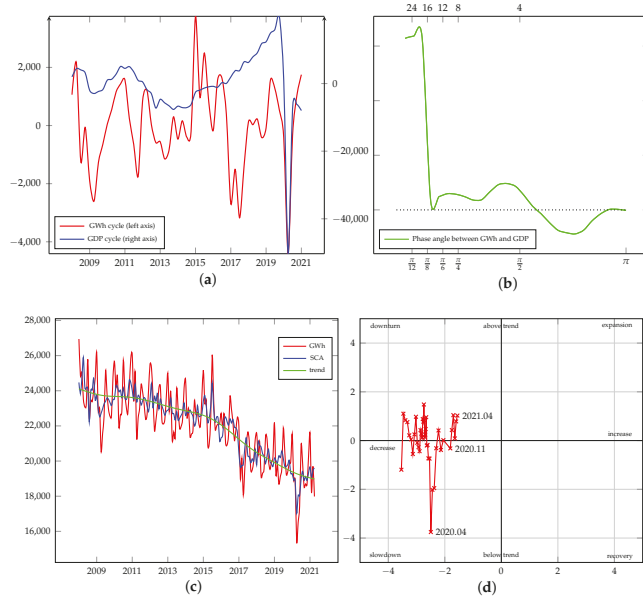 24 16 12 8 4
2,000
0
−2,000
−4,000
0
−20,000
−40,000
GWh cycle (left axis)
GDP cycle (right axis)
Phase angle between GWh and GDP
2009 2011 2013 2015 2017 2019 2021
π/12 π/8 π/6 π/4 π/2 π
(a)
(b)
28,000
26,000
24,000
22,000
20,000
18,000
16,000
GWh
SCA
trend
2009 2011 2013 2015 2017 2019 2021
(c)
4
2
0
−2
−4
downturn above trend expansion
2021.04
increase
decrease
2020.11
2020.04
slowdown below trend recovery
−4 −2 0 2 4
(d)